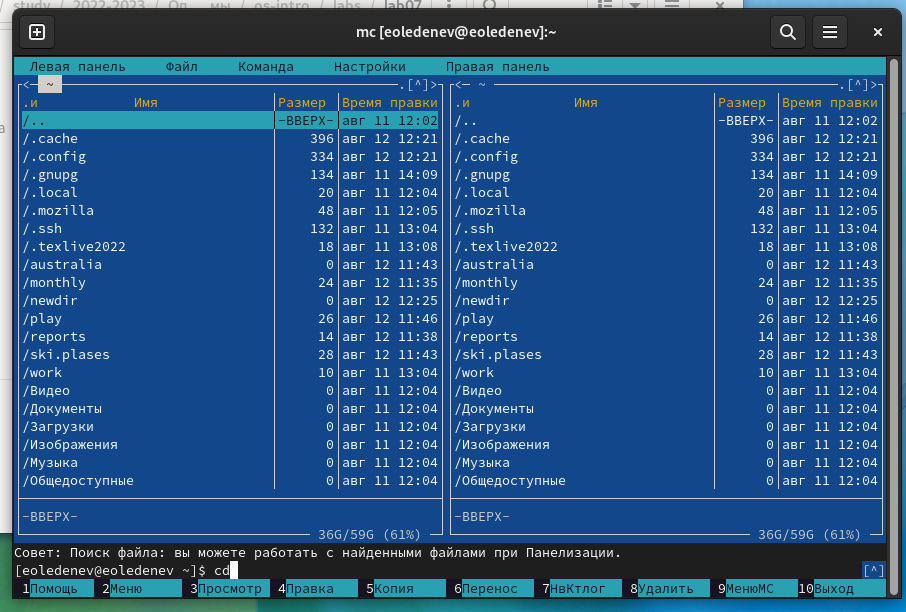 study / 2022-2023 / Оп мы / os-intro / labs / lab07
mc [eoledenev@eoledenev]:~
Левая панель Файл Команда Настройки Правая панель
<- ~ .[^]> <- ~ .[^]>
.и Имя Размер Время правки .и Имя Размер Время правки
/.. -ВВЕРХ- авг 11 12:02 /.. -ВВЕРХ- авг 11 12:02
/.cache 396 авг 12 12:21 /.cache 396 авг 12 12:21
/.config 334 авг 12 12:21 /.config 334 авг 12 12:21
/.gnupg 134 авг 11 14:09 /.gnupg 134 авг 11 14:09
/.local 20 авг 11 12:04 /.local 20 авг 11 12:04
/.mozilla 48 авг 11 12:05 /.mozilla 48 авг 11 12:05
/.ssh 132 авг 11 13:04 /.ssh 132 авг 11 13:04
/.texlive2022 18 авг 11 13:08 /.texlive2022 18 авг 11 13:08
/australia 0 авг 12 11:43 /australia 0 авг 12 11:43
/monthly 24 авг 12 11:35 /monthly 24 авг 12 11:35
/newdir 0 авг 12 12:25 /newdir 0 авг 12 12:25
/play 26 авг 12 11:46 /play 26 авг 12 11:46
/reports 14 авг 12 11:38 /reports 14 авг 12 11:38
/ski.plases 28 авг 12 11:43 /ski.plases 28 авг 12 11:43
/work 10 авг 11 13:04 /work 10 авг 11 13:04
/Видео 0 авг 11 12:04 /Видео 0 авг 11 12:04
/Документы 0 авг 11 12:04 /Документы 0 авг 11 12:04
/Загрузки 0 авг 11 12:04 /Загрузки 0 авг 11 12:04
/Изображения 0 авг 11 12:04 /Изображения 0 авг 11 12:04
/Музыка 0 авг 11 12:04 /Музыка 0 авг 11 12:04
/Общедоступные 0 авг 11 12:04 /Общедоступные 0 авг 11 12:04
-ВВЕРХ- -ВВЕРХ-
36G/59G (61%) 36G/59G (61%)
Совет: Поиск файла: вы можете работать с найденными файлами при Панелизации.
[eoledenev@eoledenev ~]$ cd [^]
1Помощь 2Меню 3Просмотр 4Правка 5Копия 6Перенос 7НвКтлог 8Удалить 9МенюМС 10Выход